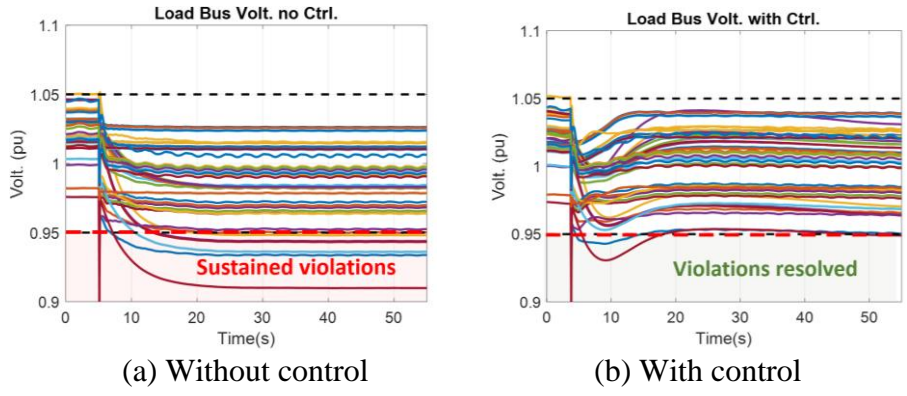 Load Bus Volt. no Ctrl.
1.1
1.05
1
0.95
0.9
Volt. (pu)
Sustained violations
0 10 20 30 40 50
Time(s)
(a) Without control
Load Bus Volt. with Ctrl.
1.1
1.05
1
0.95
0.9
Volt. (pu)
Violations resolved
0 10 20 30 40 50
Time(s)
(b) With control